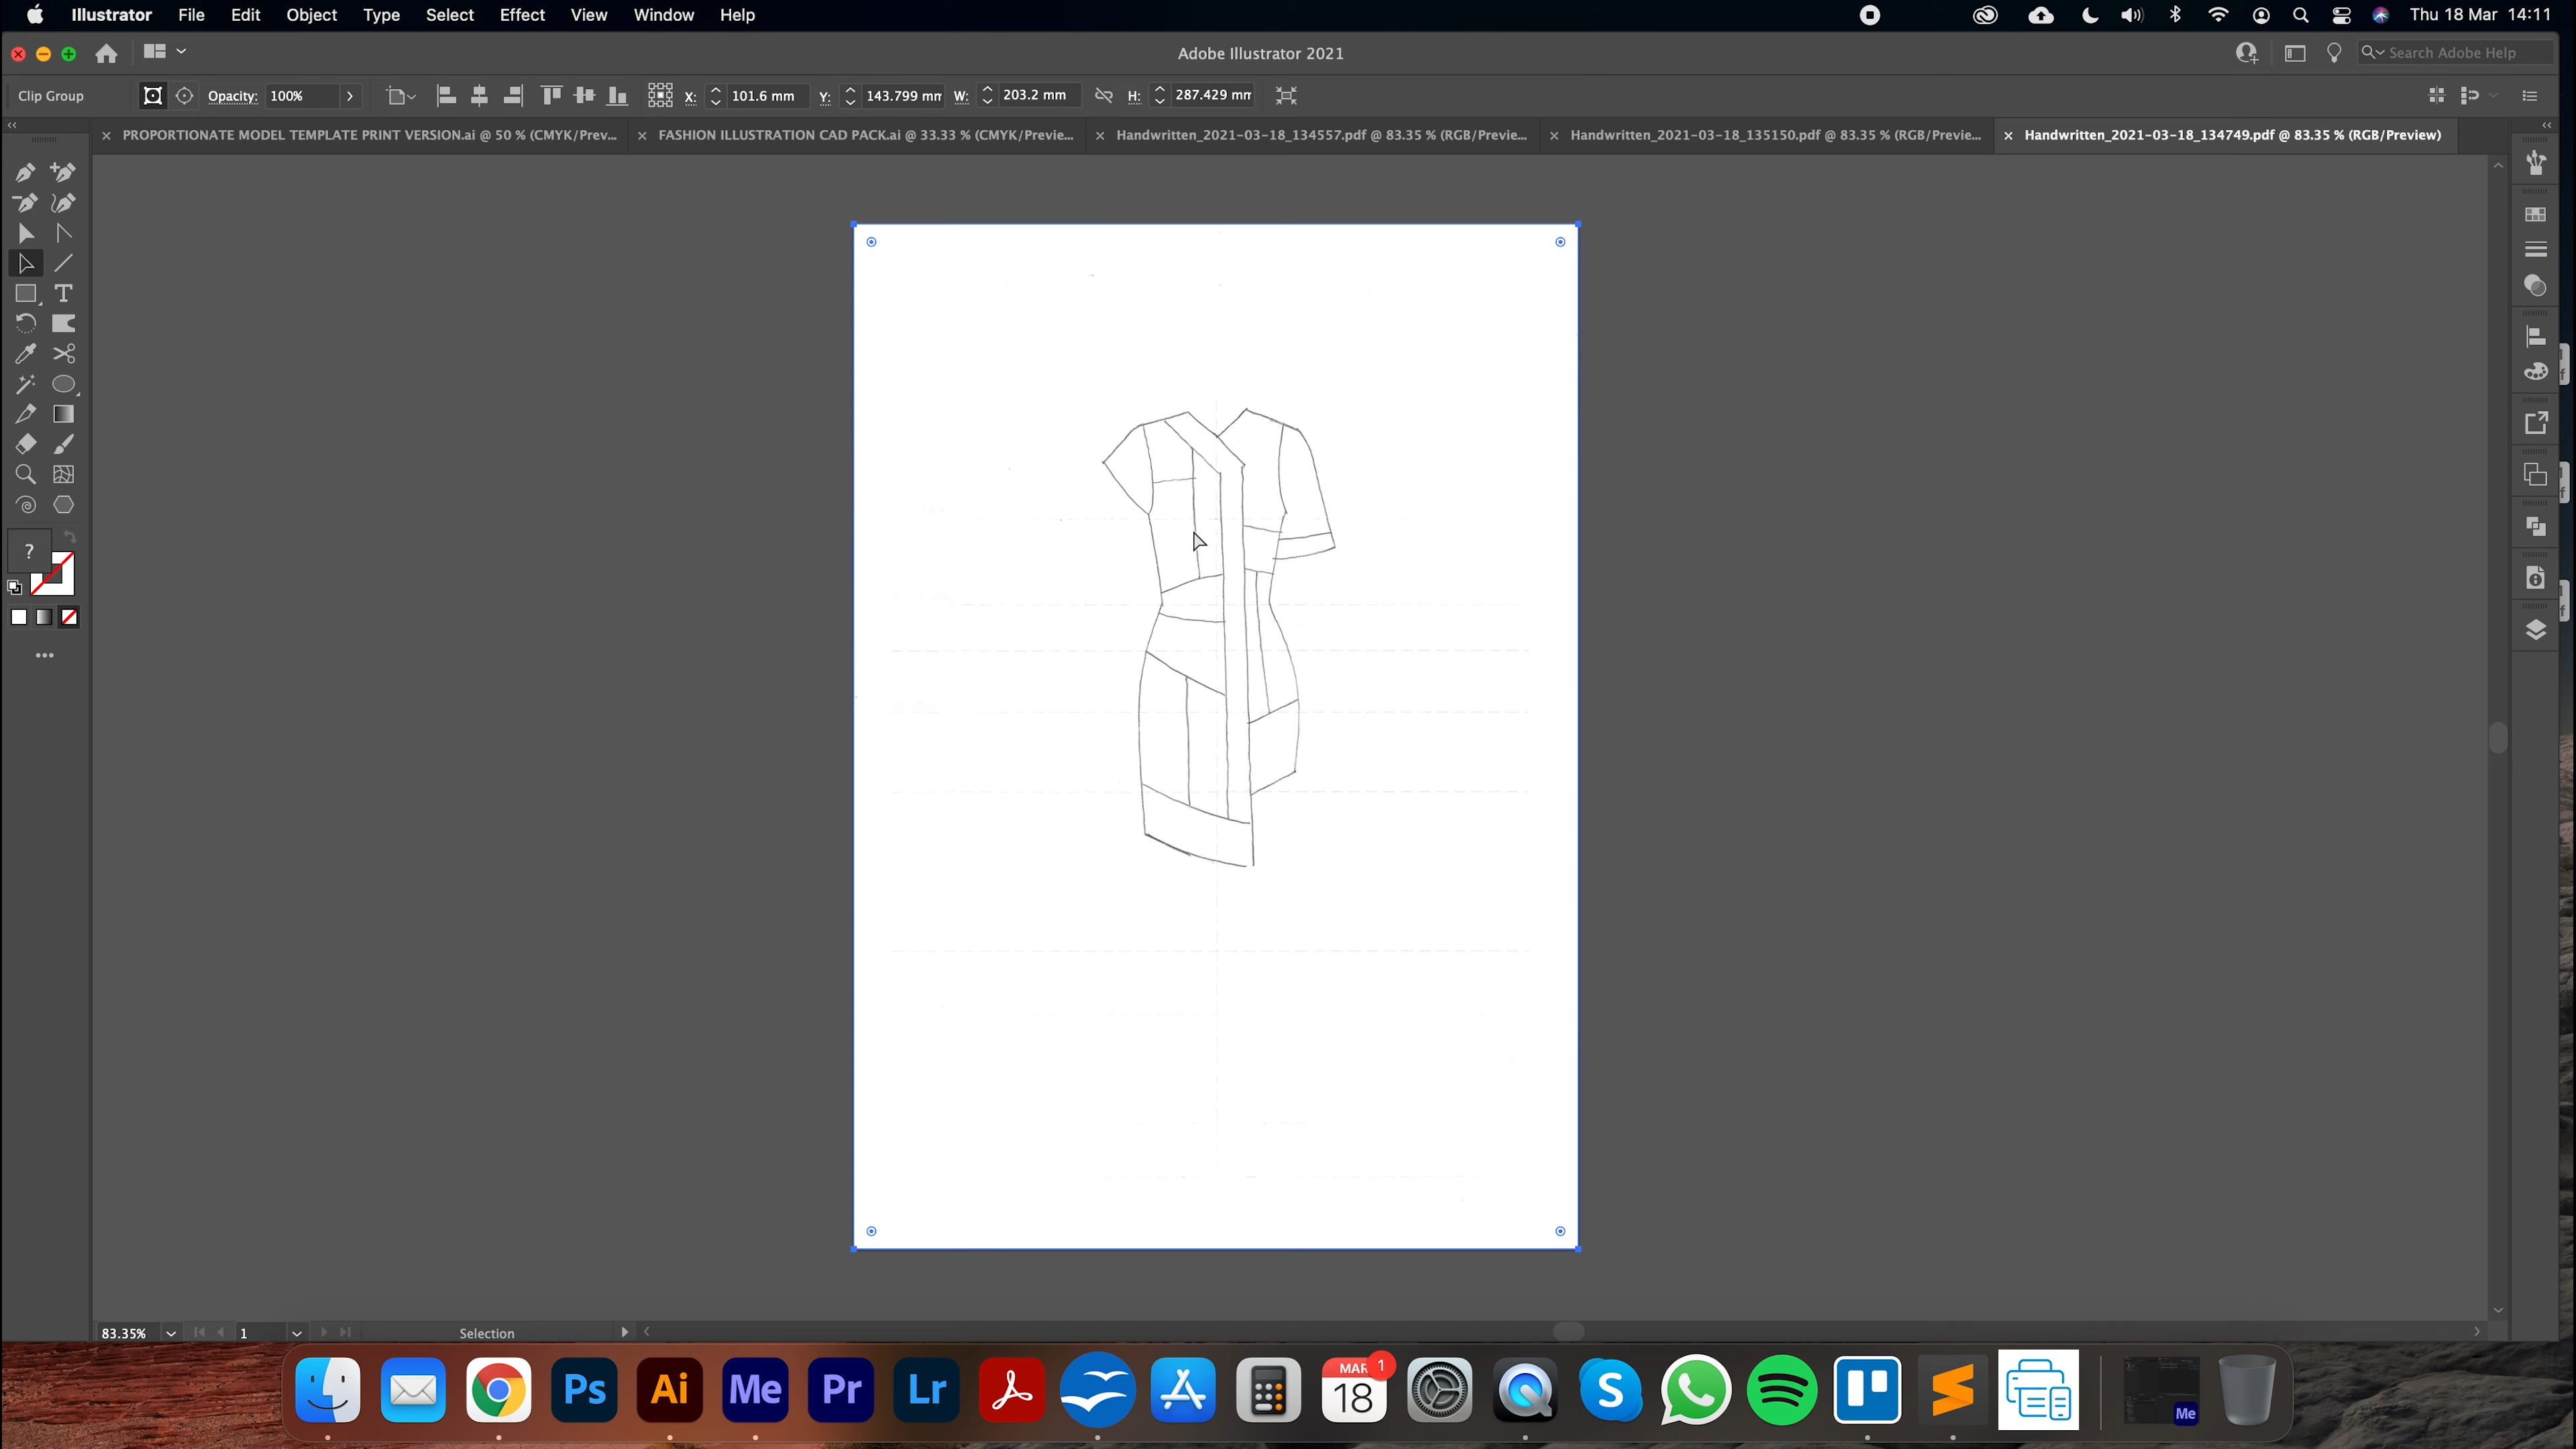 Illustrator File Edit Object Type Select Effect View Window Help Thu 18 Mar 14:11
Adobe Illustrator 2021 Search Adobe Help
Clip Group Opacity: 100% X: 101.6 mm Y: 143.799 mm W: 203.2 mm H: 287.429 mm
PROPORTIONATE MODEL TEMPLATE PRINT VERSION.ai @ 50 % (CMYK/Prev... FASHION ILLUSTRATION CAD PACK.ai @ 33.33 % (CMYK/Previe... Handwritten_2021-03-18_134557.pdf @ 83.35 % (RGB/Previe... Handwritten_2021-03-18_135150.pdf @ 83.35 % (RGB/Previe... Handwritten_2021-03-18_134749.pdf @ 83.35 % (RGB/Preview)
T
?
83.35% 1 Selection
Ps Ai Me Pr Lr MAR 18 1 S Me